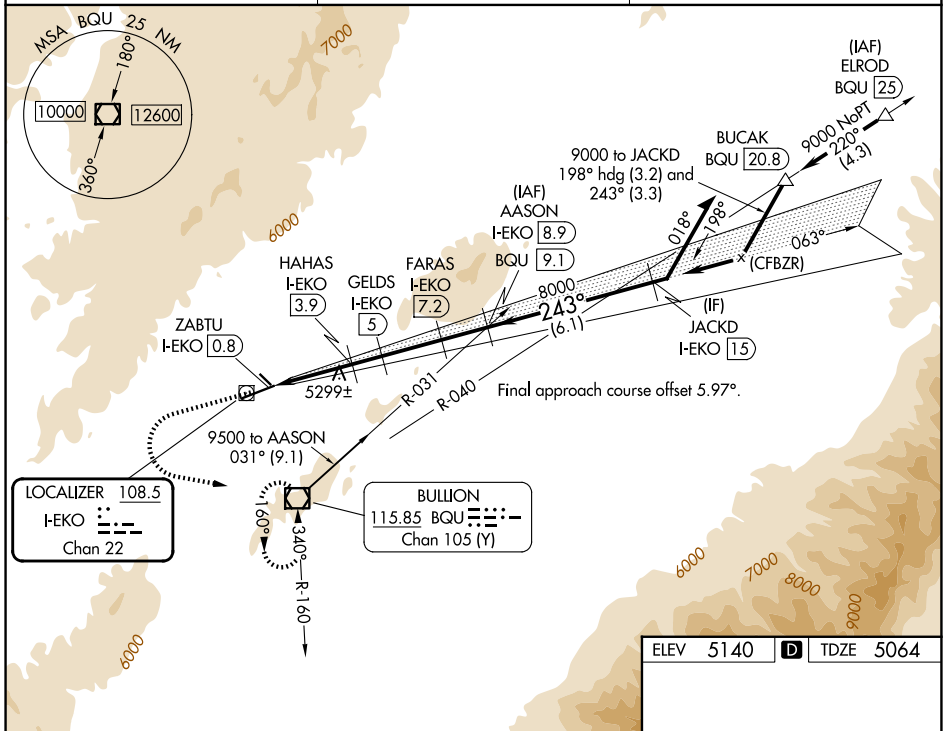 MSA BQU 25 NM
180°
10000
12600
360°
7000
6000
(IAF)
ELROD
BQU 25
9000 NoPT
220°
(4.3)
BUCAK
BQU 20.8
9000 to JACKD
198° hdg (3.2) and
243° (3.3)
018°
198°
063°
(CFBZR)
(IAF)
AASON
I-EKO 8.9
BQU 9.1
HAHAS
I-EKO
3.9
GELDS
I-EKO
5
FARAS
I-EKO
7.2
8000
243°
(6.1)
(IF)
JACKD
I-EKO 15
ZABTU
I-EKO 0.8
5299±
R-031
R-040
Final approach course offset 5.97°.
9500 to AASON
031° (9.1)
LOCALIZER 108.5
I-EKO
Chan 22
BULLION
115.85 BQU
Chan 105 (Y)
160°
340°
R-160
6000
6000
7000
8000
9000
ELEV 5140 D TDZE 5064